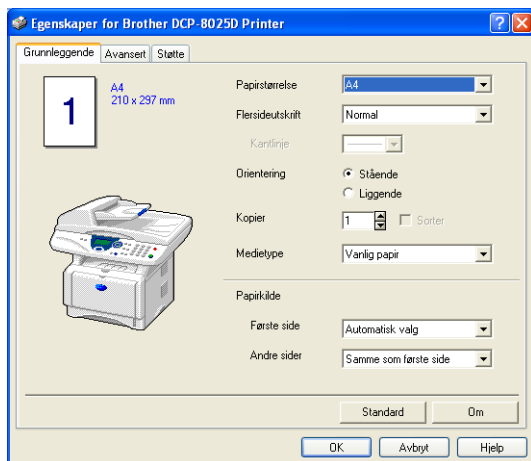 Egenskaper for Brother DCP-8025D Printer
Grunnleggende Avansert Støtte
1
A4
210 x 297 mm
Papirstørrelse A4
Flersideutskrift Normal
Kantlinje
Orientering Stående
Liggende
Kopier 1 Sorter
Medietype Vanlig papir
Papirkilde
Første side Automatisk valg
Andre sider Samme som første side
Standard Om
OK Avbryt Hjelp